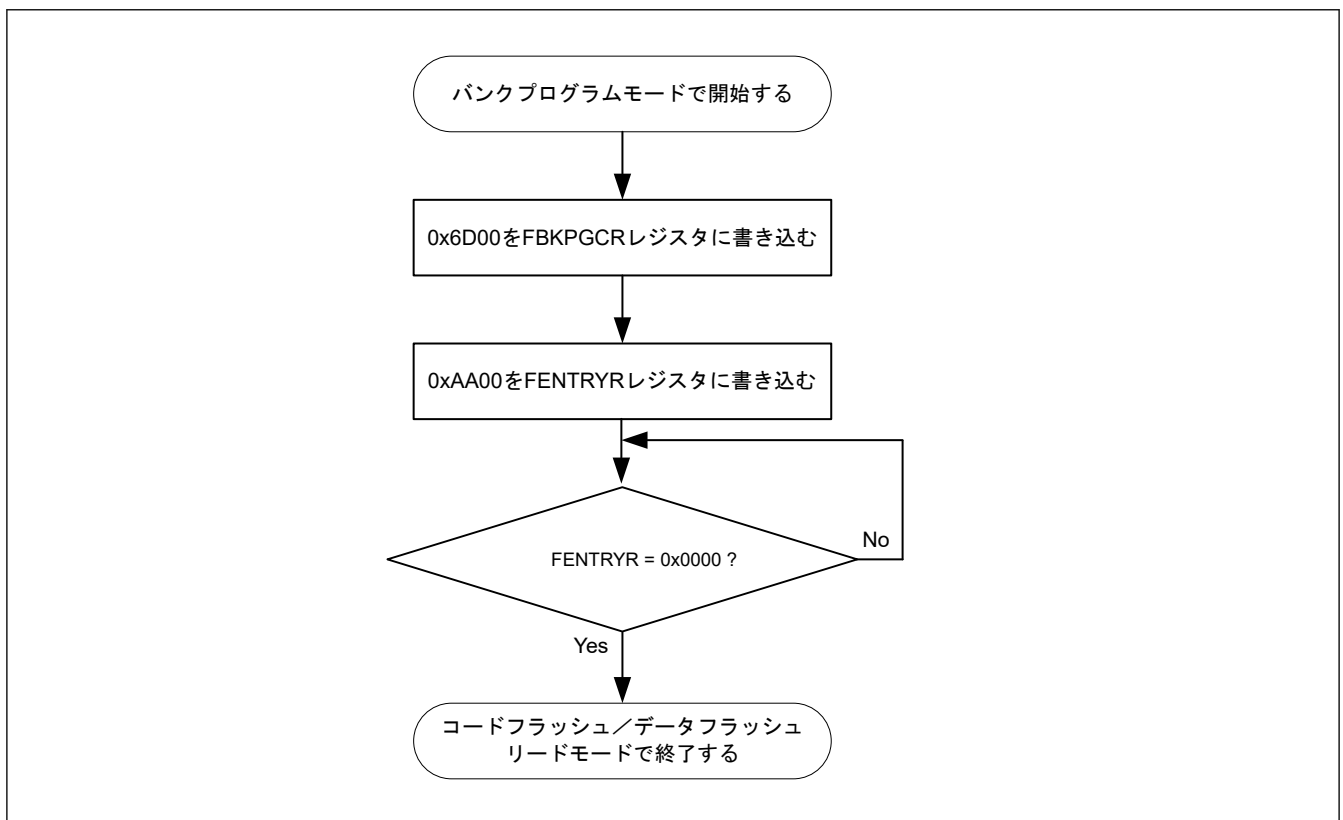 バンクプログラムモードで開始する
0x6D00をFBKPGCRレジスタに書き込む
0xAA00をFENTRYRレジスタに書き込む
FENTRYR = 0x0000 ?
No
Yes
コードフラッシュ／データフラッシュ
リードモードで終了する